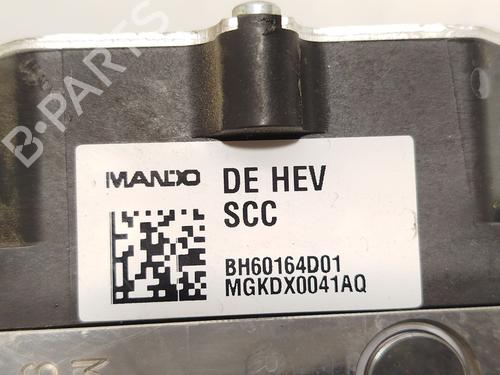 B-PARTS
MANDO
DE HEV
SCC
BH60164D01
MGKDX0041AQ